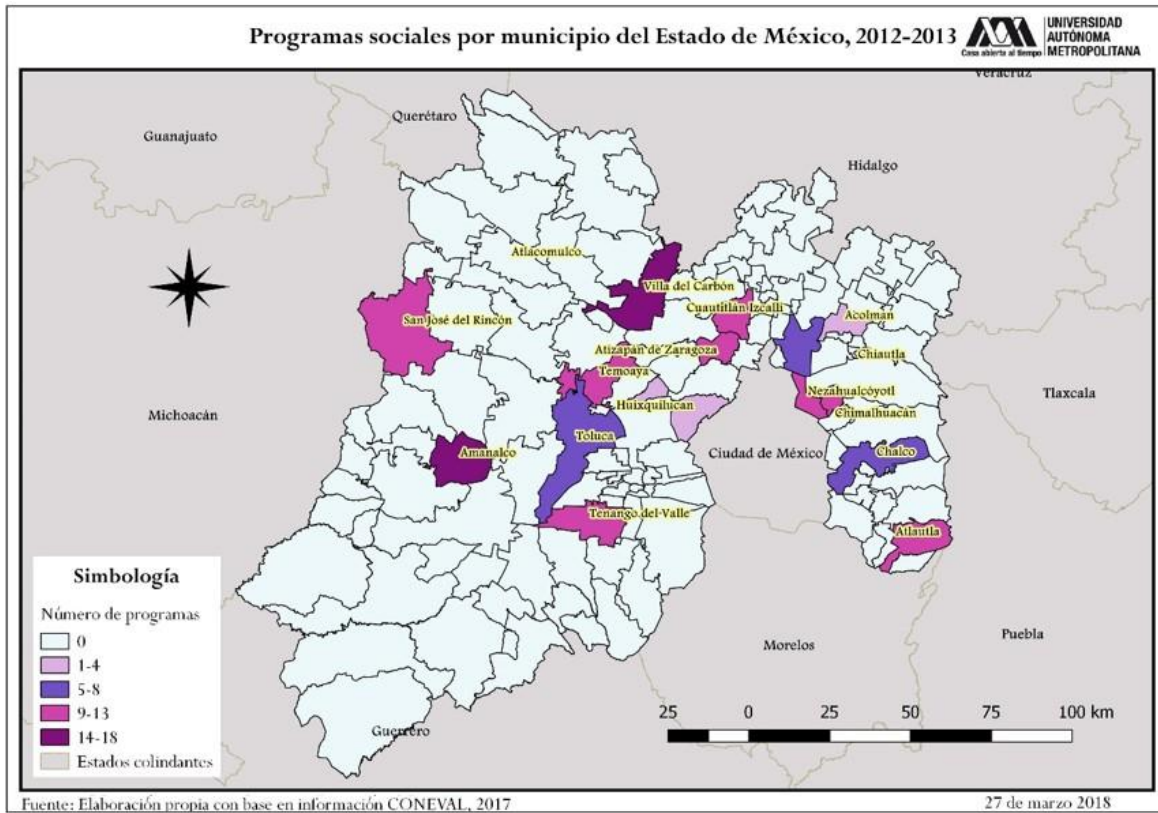 Programas sociales por municipio del Estado de México, 2012-2013
Casa abierta al tiempo
UNIVERSIDAD
AUTÓNOMA
METROPOLITANA
Veracruz
Querétaro
Guanajuato
Hidalgo
Atlacomulco
Villa del Carbón
Cuautitlán Izcalli
Acolman
San José del Rincón
Atizapán de Zaragoza
Chiautla
Temoaya
Nezahualcóyotl
Tlaxcala
Huixquilucan
Chimalhuacán
Michoacán
Toluca
Amanalco
Ciudad de México
Chalco
Tenango del Valle
Atlautla
Morelos
Puebla
Guerrero
Simbología
Número de programas
0
1-4
5-8
9-13
14-18
Estados colindantes
25 0 25 50 75 100 km
Fuente: Elaboración propia con base en información CONEVAL, 2017
27 de marzo 2018